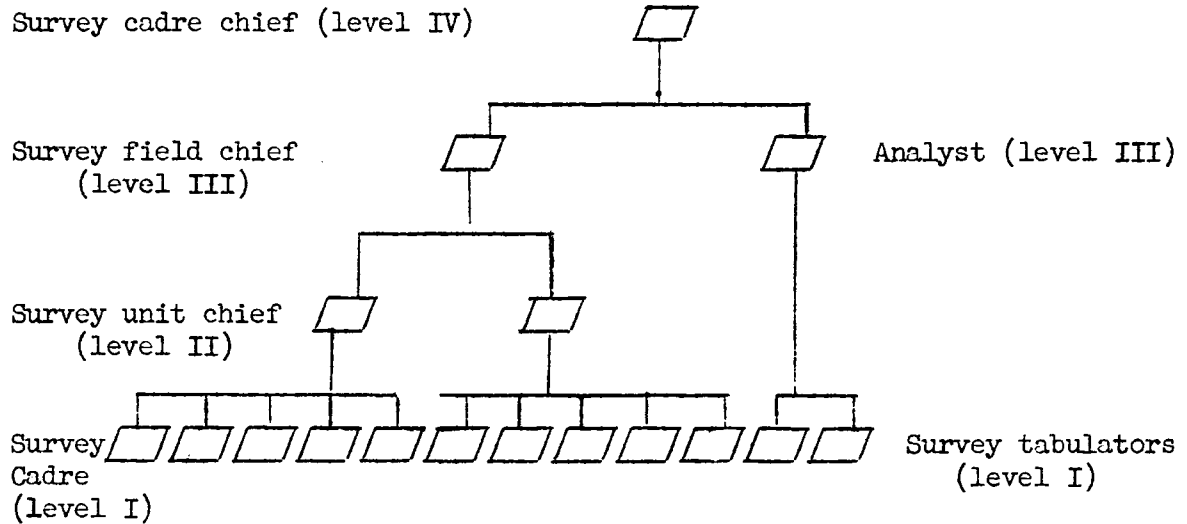 Survey cadre chief (level IV)
Survey field chief
(level III)
Analyst (level III)
Survey unit chief
(level II)
Survey
Cadre
(level I)
Survey tabulators
(level I)